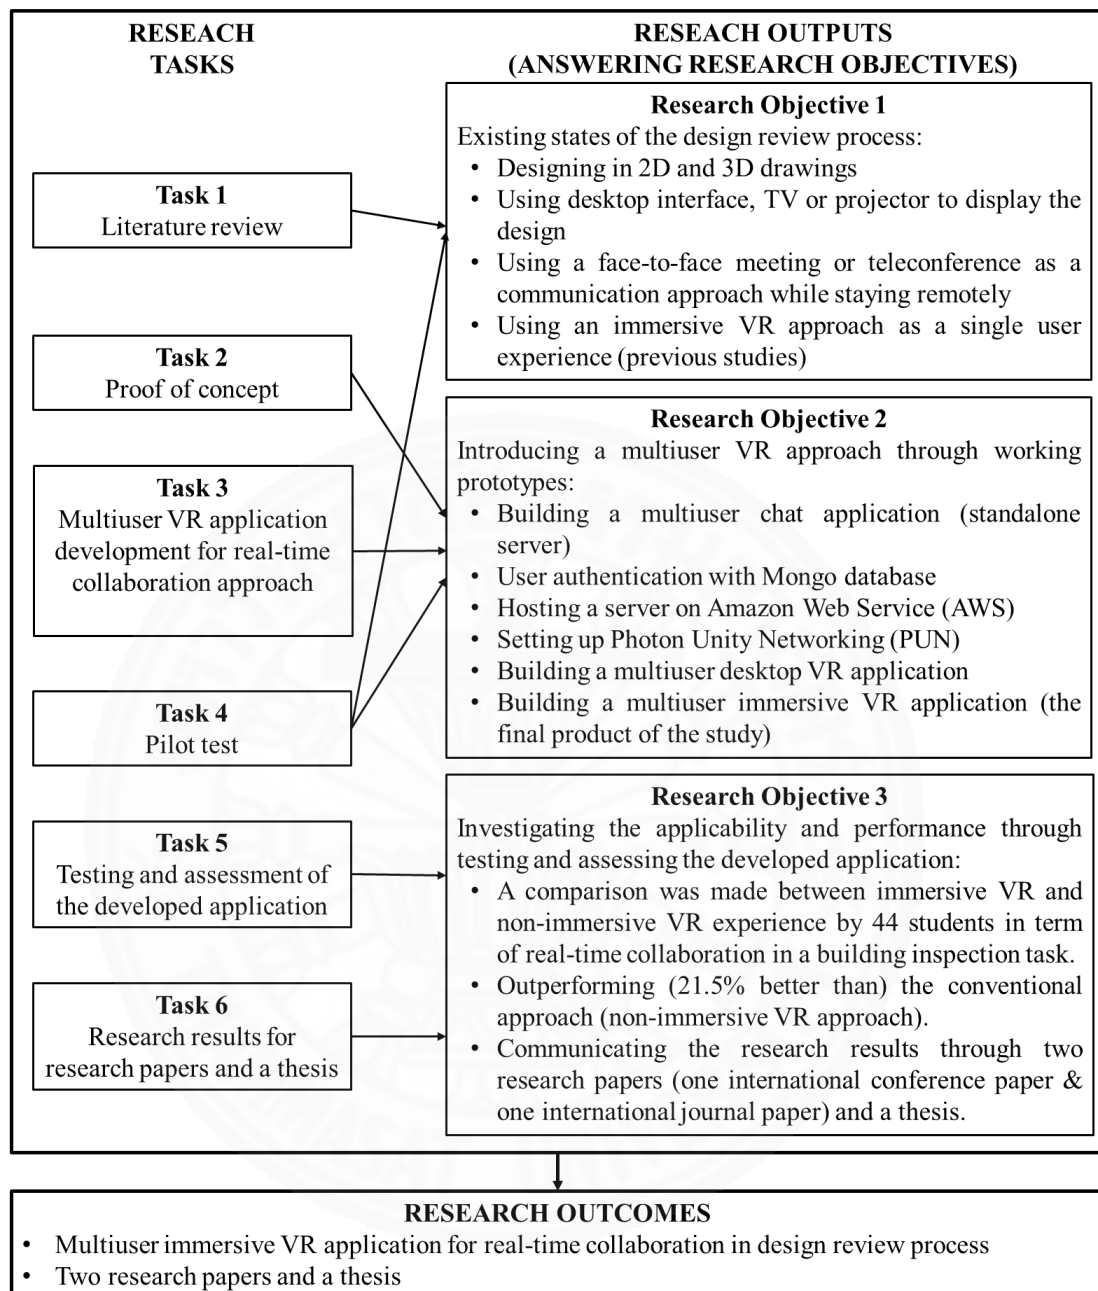 RESEACH
TASKS
RESEACH OUTPUTS
(ANSWERING RESEARCH OBJECTIVES)
Task 1
Literature review
Task 2
Proof of concept
Task 3
Multiuser VR application
development for real-time
collaboration approach
Task 4
Pilot test
Task 5
Testing and assessment of
the developed application
Task 6
Research results for
research papers and a thesis
Research Objective 1
Existing states of the design review process:
• Designing in 2D and 3D drawings
• Using desktop interface, TV or projector to display the
design
• Using a face-to-face meeting or teleconference as a
communication approach while staying remotely
• Using an immersive VR approach as a single user
experience (previous studies)
Research Objective 2
Introducing a multiuser VR approach through working
prototypes:
• Building a multiuser chat application (standalone
server)
• User authentication with Mongo database
• Hosting a server on Amazon Web Service (AWS)
• Setting up Photon Unity Networking (PUN)
• Building a multiuser desktop VR application
• Building a multiuser immersive VR application (the
final product of the study)
Research Objective 3
Investigating the applicability and performance through
testing and assessing the developed application:
• A comparison was made between immersive VR and
non-immersive VR experience by 44 students in term
of real-time collaboration in a building inspection task.
• Outperforming (21.5% better than) the conventional
approach (non-immersive VR approach).
• Communicating the research results through two
research papers (one international conference paper &
one international journal paper) and a thesis.
RESEARCH OUTCOMES
• Multiuser immersive VR application for real-time collaboration in design review process
• Two research papers and a thesis